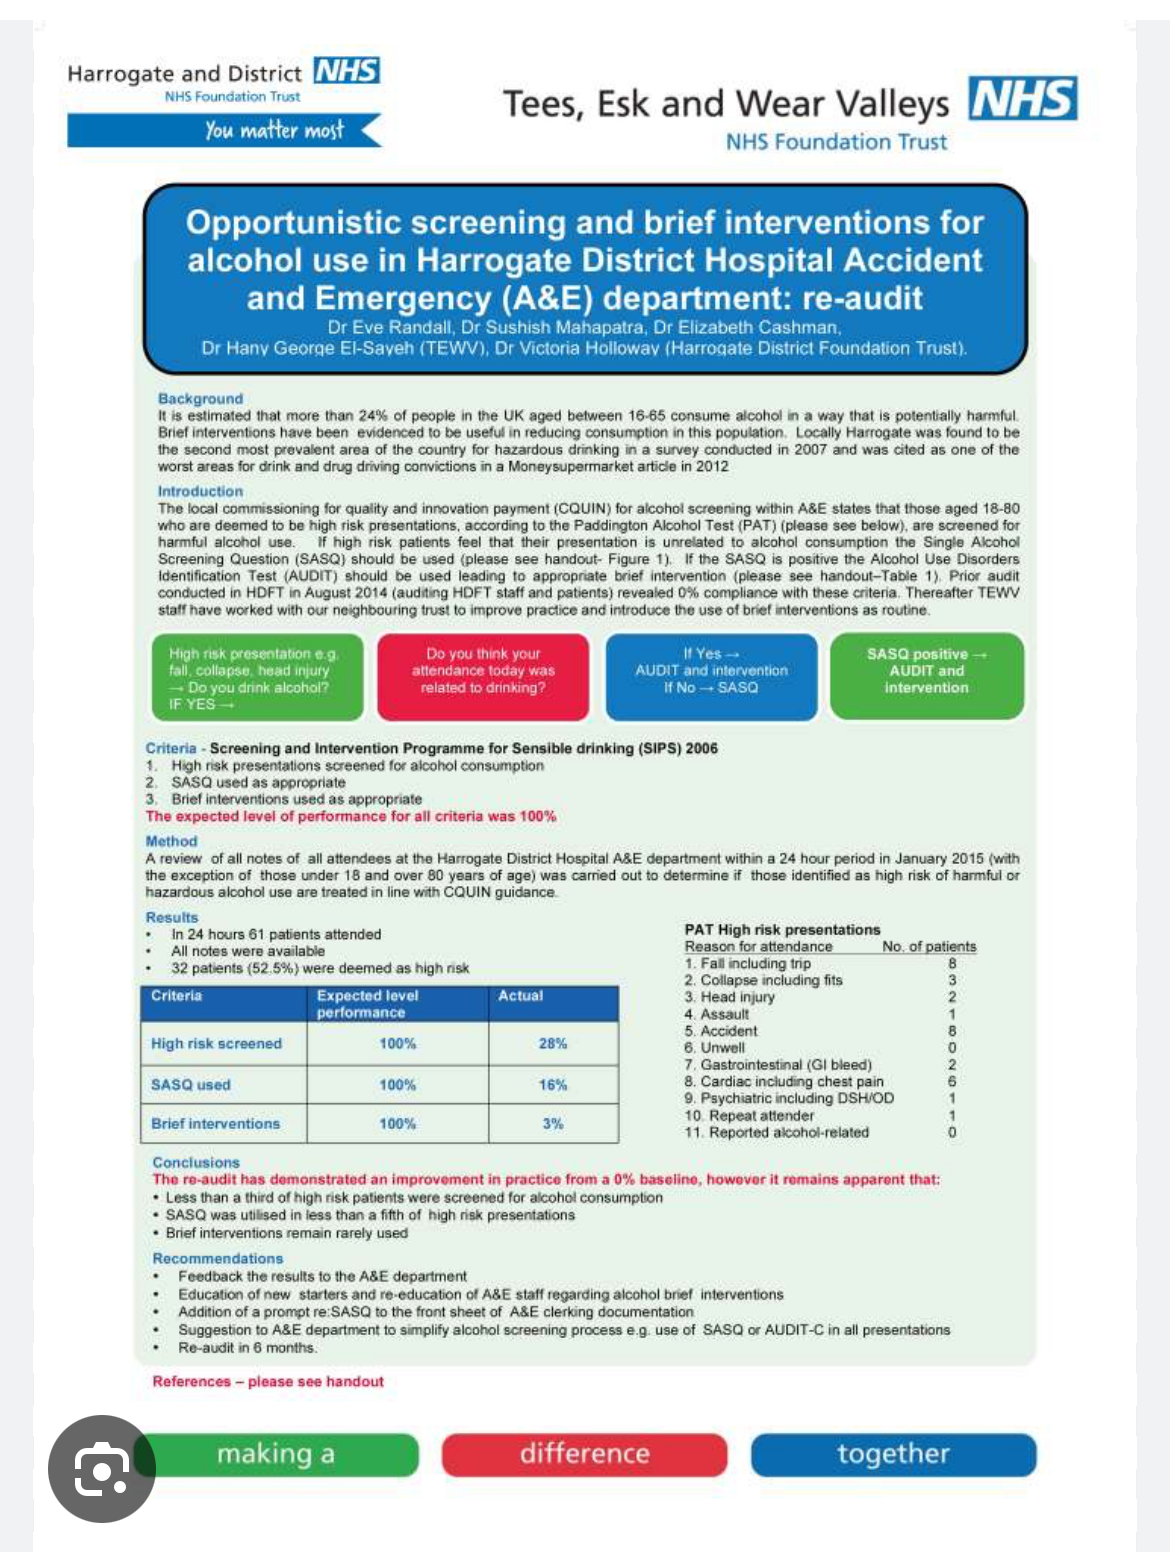 Harrogate and District NHS
NHS Foundation Trust
You matter most
Tees, Esk and Wear Valleys NHS
NHS Foundation Trust
Opportunistic screening and brief interventions for
alcohol use in Harrogate District Hospital Accident
and Emergency (A&E) department: re-audit
Dr Eve Randall, Dr Sushish Mahapatra, Dr Elizabeth Cashman,
Dr Hany George El-Sayeh (TEWV), Dr Victoria Holloway (Harrogate District Foundation Trust).
Background
It is estimated that more than 24% of people in the UK aged between 16-65 consume alcohol in a way that is potentially harmful.
Brief interventions have been evidenced to be useful in reducing consumption in this population. Locally Harrogate was found to be
the second most prevalent area of the country for hazardous drinking in a survey conducted in 2007 and was cited as one of the
worst areas for drink and drug driving convictions in a Moneysupermarket article in 2012
Introduction
The local commissioning for quality and innovation payment (CQUIN) for alcohol screening within A&E states that those aged 18-80
who are deemed to be high risk presentations, according to the Paddington Alcohol Test (PAT) (please see below), are screened for
harmful alcohol use. If high risk patients feel that their presentation is unrelated to alcohol consumption the Single Alcohol
Screening Question (SASQ) should be used (please see handout- Figure 1). If the SASQ is positive the Alcohol Use Disorders
Identification Test (AUDIT) should be used leading to appropriate brief intervention (please see handout–Table 1). Prior audit
conducted in HDFT in August 2014 (auditing HDFT staff and patients) revealed 0% compliance with these criteria. Thereafter TEWV
staff have worked with our neighbouring trust to improve practice and introduce the use of brief interventions as routine.
High risk presentation e.g.
fall, collapse, head injury
→ Do you drink alcohol?
IF YES →
Do you think your
attendance today was
related to drinking?
If Yes →
AUDIT and intervention
If No → SASQ
SASQ positive →
AUDIT and
intervention
Criteria - Screening and Intervention Programme for Sensible drinking (SIPS) 2006
1. High risk presentations screened for alcohol consumption
2. SASQ used as appropriate
3. Brief interventions used as appropriate
The expected level of performance for all criteria was 100%
Method
A review of all notes of all attendees at the Harrogate District Hospital A&E department within a 24 hour period in January 2015 (with
the exception of those under 18 and over 80 years of age) was carried out to determine if those identified as high risk of harmful or
hazardous alcohol use are treated in line with CQUIN guidance.
Results
• In 24 hours 61 patients attended
• All notes were available
• 32 patients (52.5%) were deemed as high risk
Criteria Expected level performance Actual
High risk screened 100% 28%
SASQ used 100% 16%
Brief interventions 100% 3%
PAT High risk presentations
Reason for attendance No. of patients
1. Fall including trip 8
2. Collapse including fits 3
3. Head injury 2
4. Assault 1
5. Accident 8
6. Unwell 0
7. Gastrointestinal (GI bleed) 2
8. Cardiac including chest pain 6
9. Psychiatric including DSH/OD 1
10. Repeat attender 1
11. Reported alcohol-related 0
Conclusions
The re-audit has demonstrated an improvement in practice from a 0% baseline, however it remains apparent that:
• Less than a third of high risk patients were screened for alcohol consumption
• SASQ was utilised in less than a fifth of high risk presentations
• Brief interventions remain rarely used
Recommendations
• Feedback the results to the A&E department
• Education of new starters and re-education of A&E staff regarding alcohol brief interventions
• Addition of a prompt re:SASQ to the front sheet of A&E clerking documentation
• Suggestion to A&E department to simplify alcohol screening process e.g. use of SASQ or AUDIT-C in all presentations
• Re-audit in 6 months.
References – please see handout
making a
difference
together